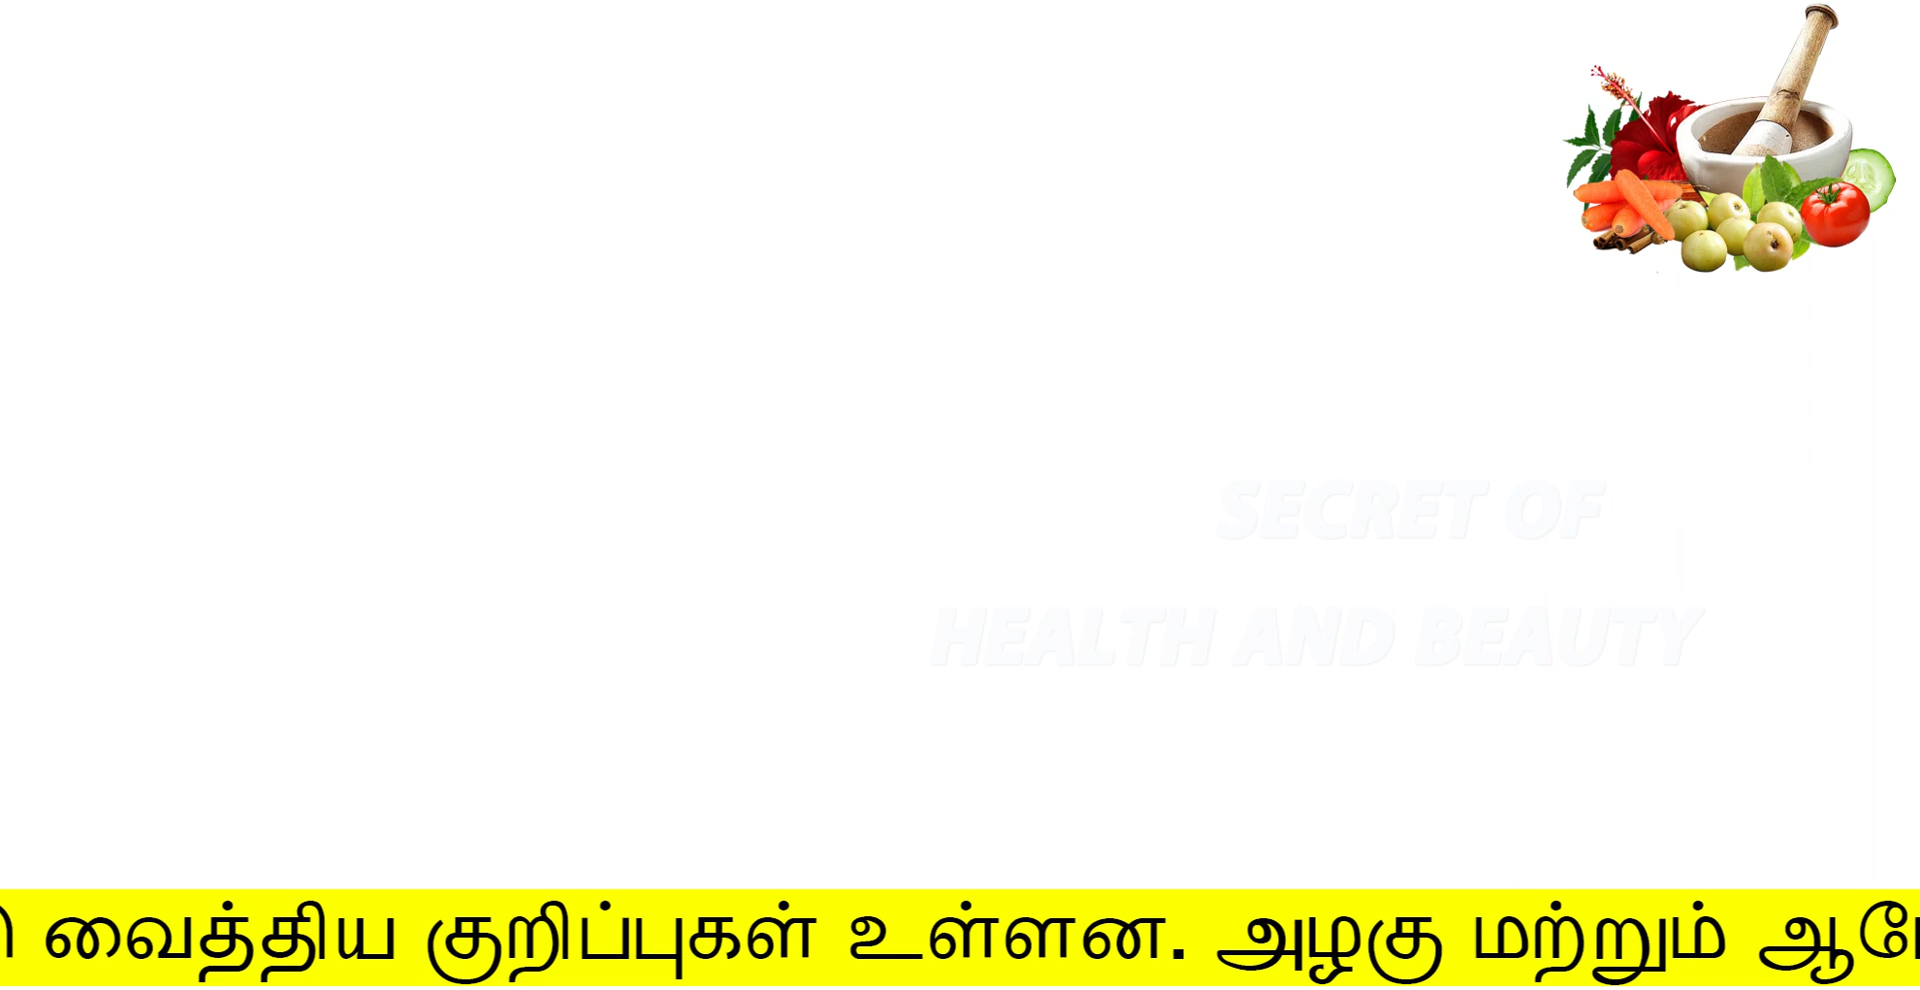 SECRET OF
HEALTH AND BEAUTY
வைத்திய குறிப்புகள் உள்ளன. அழகு மற்றும்